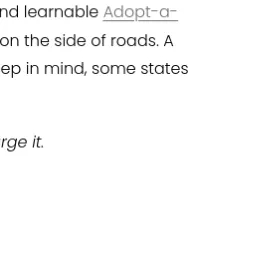 nd learnable Adopt-a-
on the side of roads. A
ep in mind, some states
rge it.